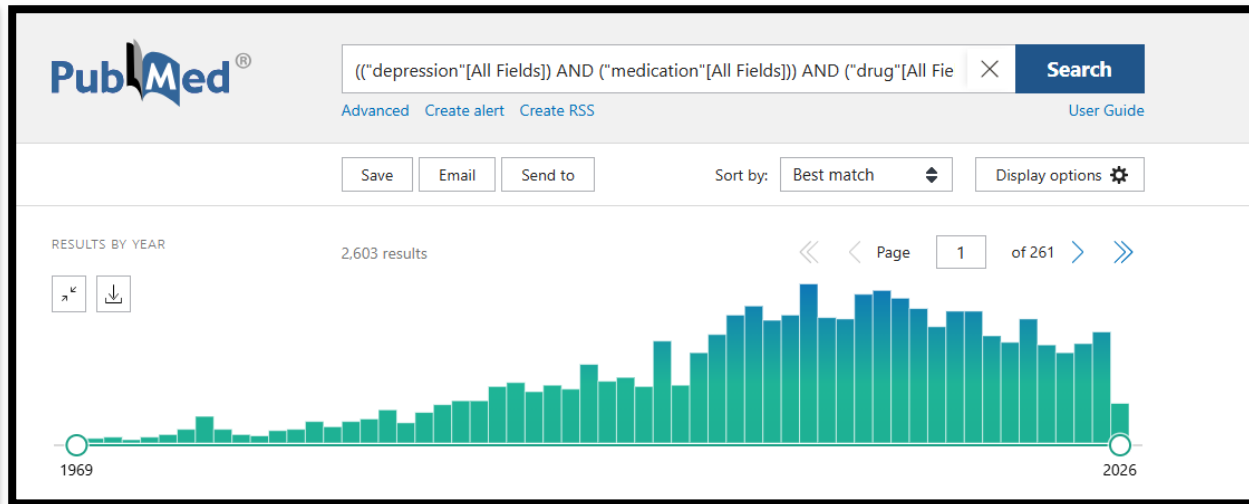 PubMed®
(("depression"[All Fields]) AND ("medication"[All Fields])) AND ("drug"[All Fie
Search
Advanced Create alert Create RSS
User Guide
Save Email Send to
Sort by: Best match
Display options
RESULTS BY YEAR
2,603 results
Page 1 of 261
1969
2026